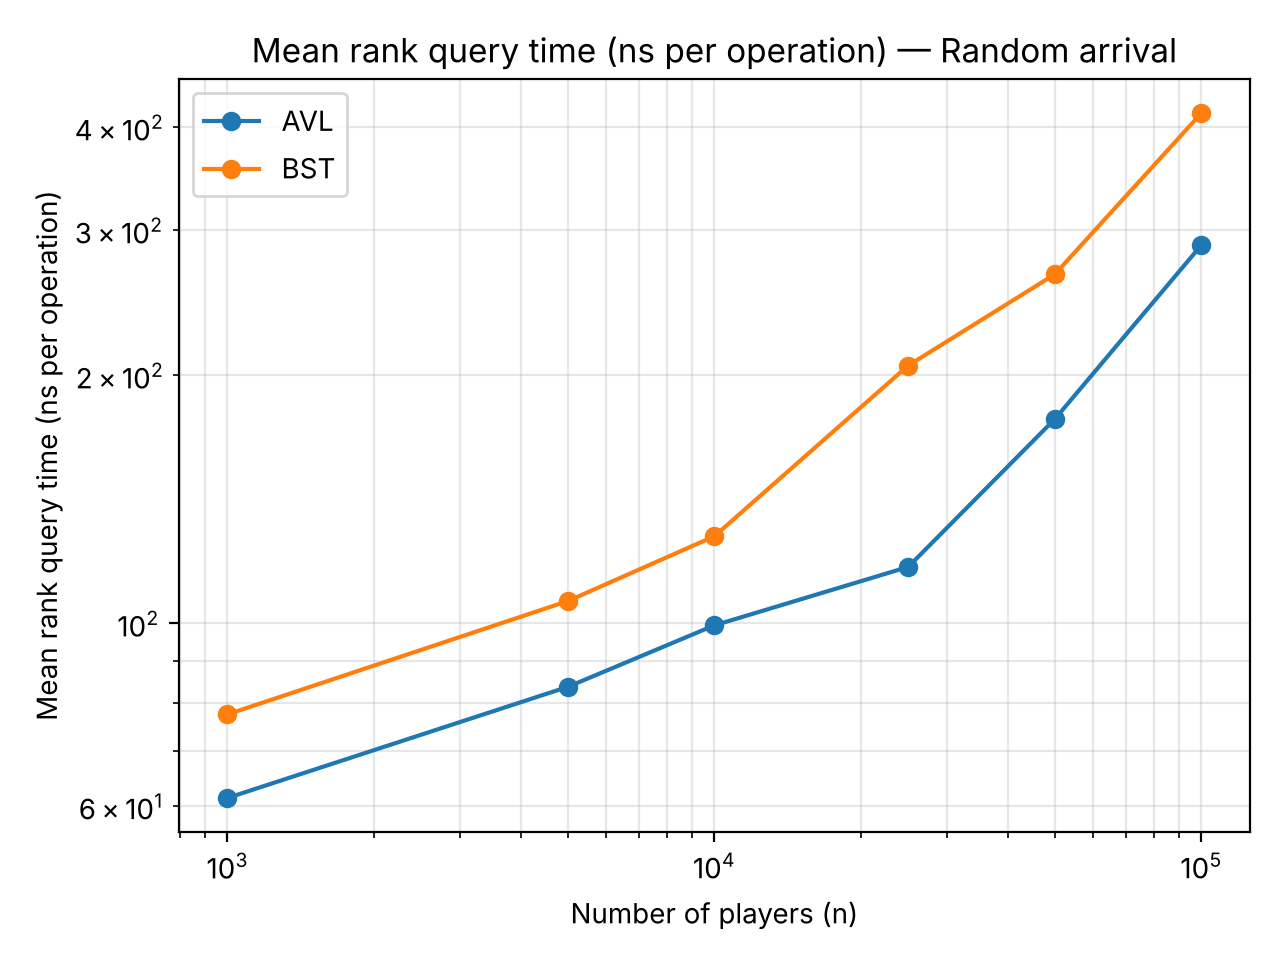 Mean rank query time (ns per operation) — Random arrival
AVL
BST
4 × 10²
3 × 10²
2 × 10²
10²
6 × 10¹
Mean rank query time (ns per operation)
10³
10⁴
10⁵
Number of players (n)